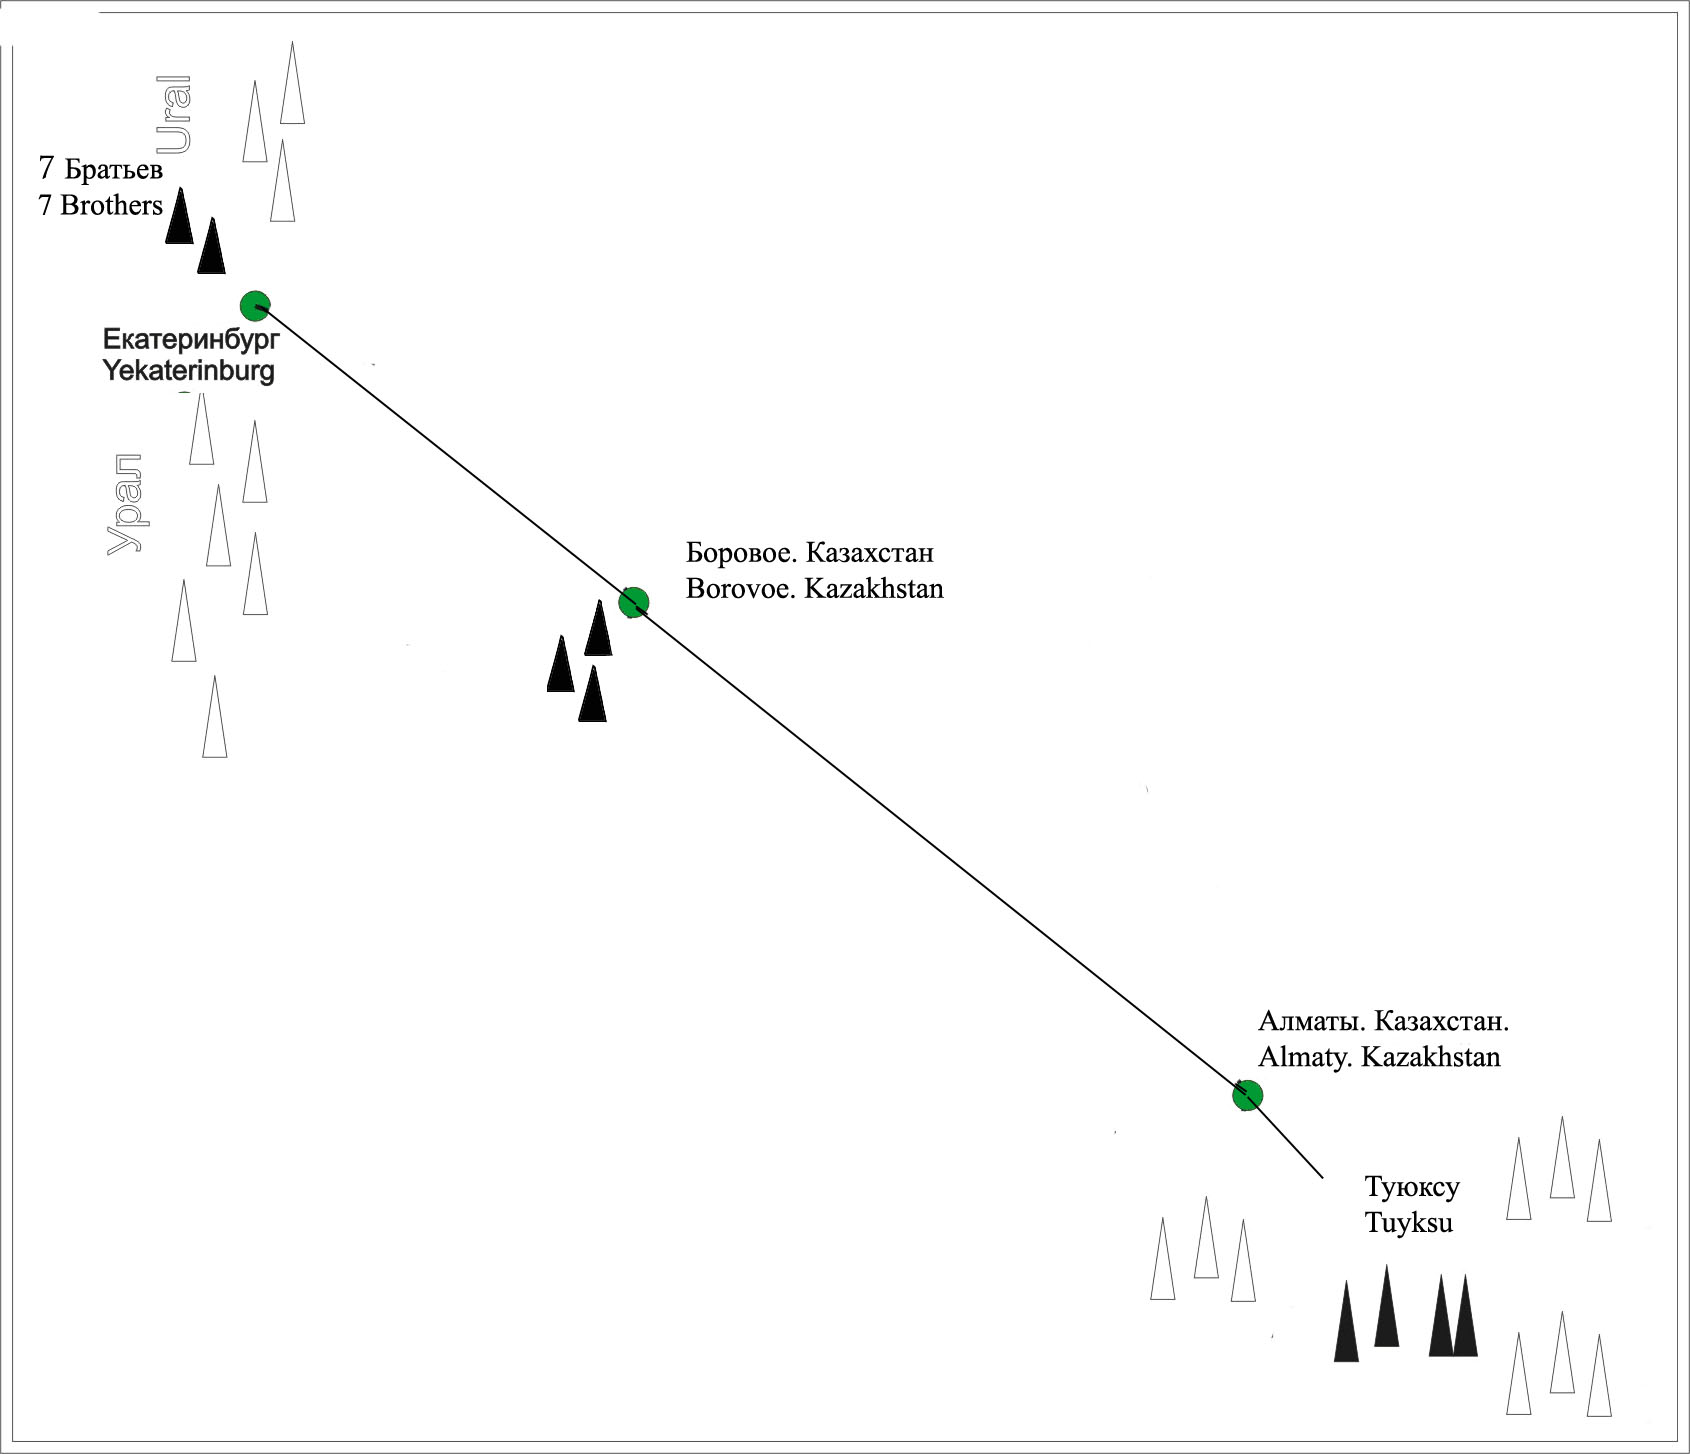 Ural
7 Братьев
7 Brothers
Екатеринбург
Yekaterinburg
Урал
Боровое. Казахстан
Borovoe. Kazakhstan
Алматы. Казахстан.
Almaty. Kazakhstan
Туюксу
Tuyksu